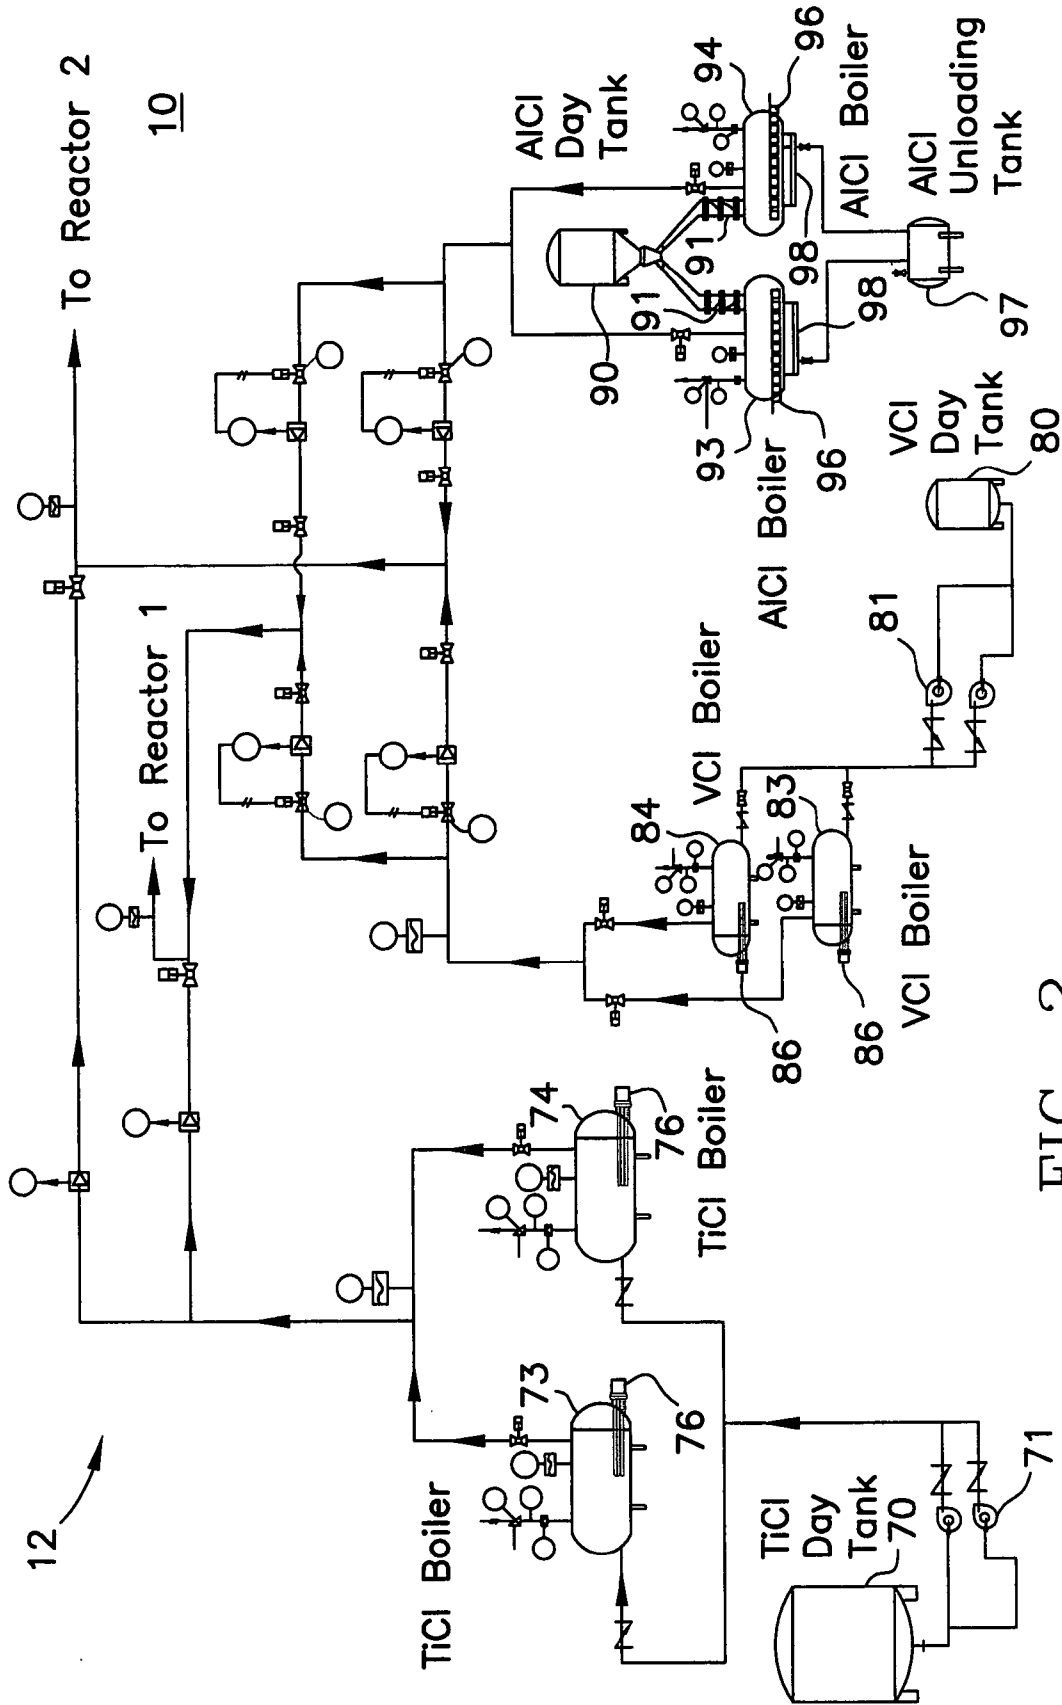 12
10
To Reactor 2
To Reactor 1
TiCl Boiler
73
76
74
76
TiCl Boiler
TiCl
Day
Tank
70
71
84
VCl Boiler
86
83
86
VCl Boiler
81
VCl
Day
Tank
80
AlCl
Day
Tank
90
91
91
94
96
AlCl Boiler
98
93
96
AlCl Boiler
98
97
AlCl
Unloading
Tank